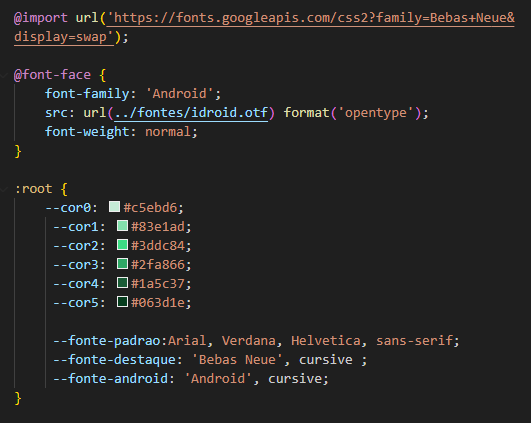 @import url('https://fonts.googleapis.com/css2?family=Bebas+Neue&
display=swap');
@font-face {
    font-family: 'Android';
    src: url(../fontes/idroid.otf) format('opentype');
    font-weight: normal;
}
:root {
    --cor0: #c5ebd6;
     --cor1: #83e1ad;
     --cor2: #3ddc84;
     --cor3: #2fa866;
     --cor4: #1a5c37;
     --cor5: #063d1e;
     --fonte-padrao:Arial, Verdana, Helvetica, sans-serif;
     --fonte-destaque: 'Bebas Neue', cursive ;
     --fonte-android: 'Android', cursive;
}